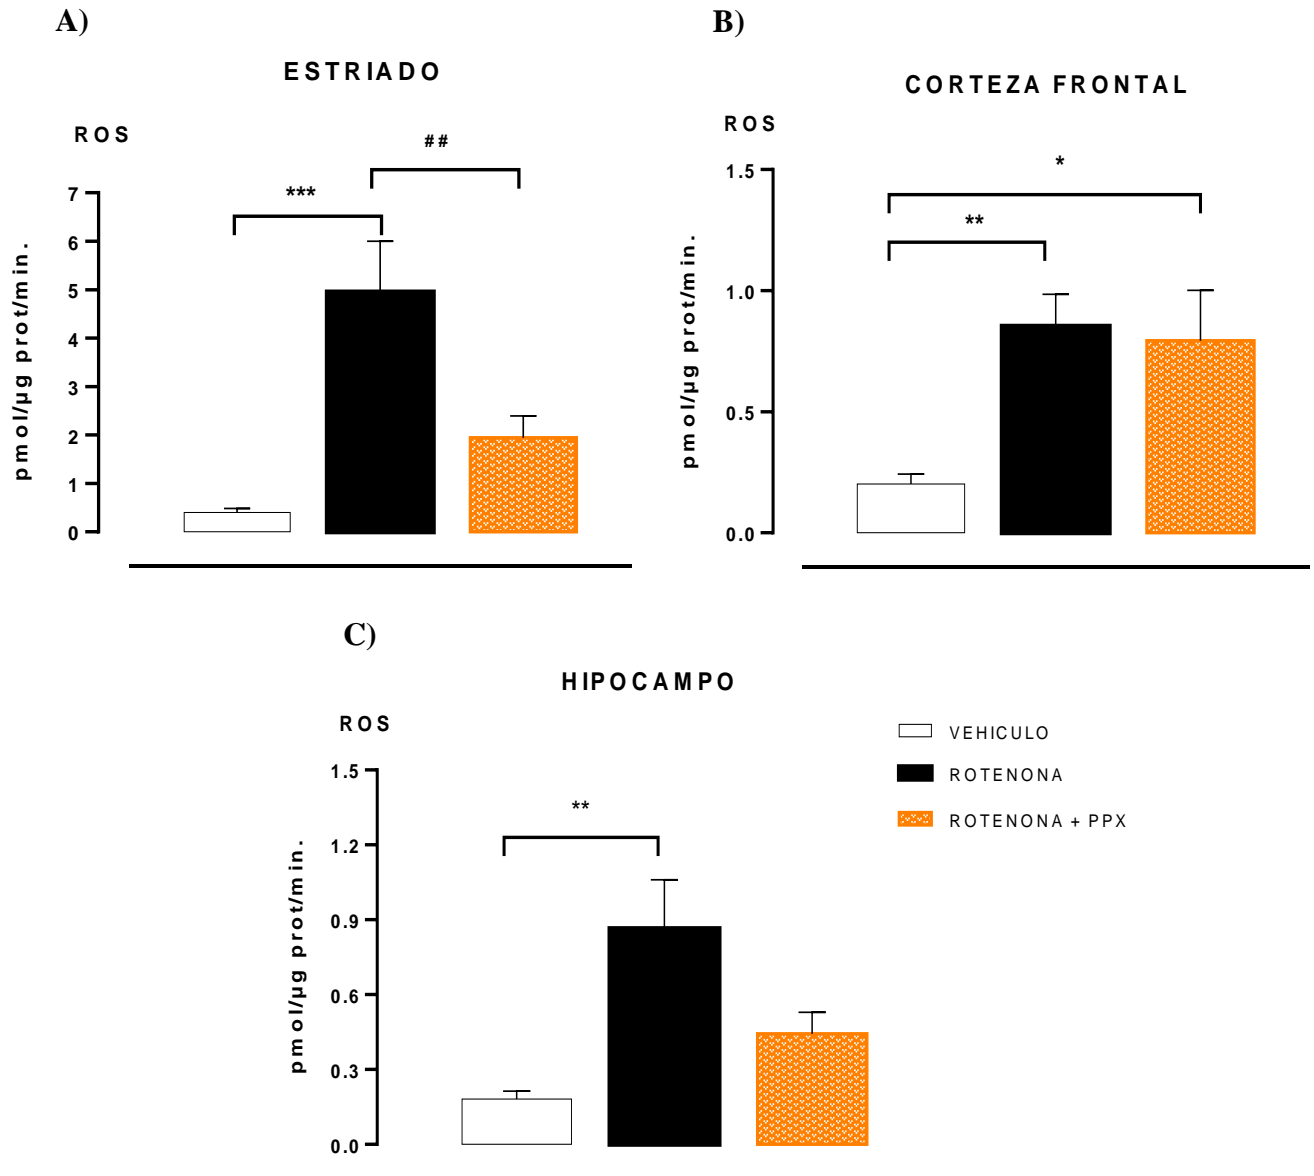 A)
ESTRIADO
ROS
##
***
7
6
5
4
3
2
1
0
pmol/µg prot/min.
B)
CORTEZA FRONTAL
ROS
*
**
1.5
1.0
0.5
0.0
pmol/µg prot/min.
C)
HIPOCAMPO
ROS
**
1.5
1.2
0.9
0.6
0.3
0.0
pmol/µg prot/min.
VEHICULO
ROTENONA
ROTENONA + PPX